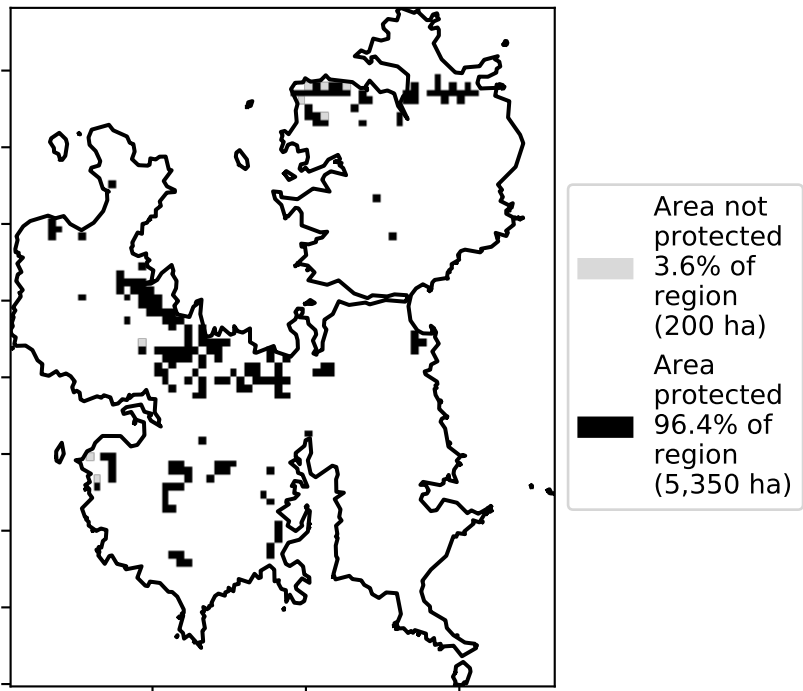 Area not
protected
3.6% of
region
(200 ha)
Area
protected
96.4% of
region
(5,350 ha)